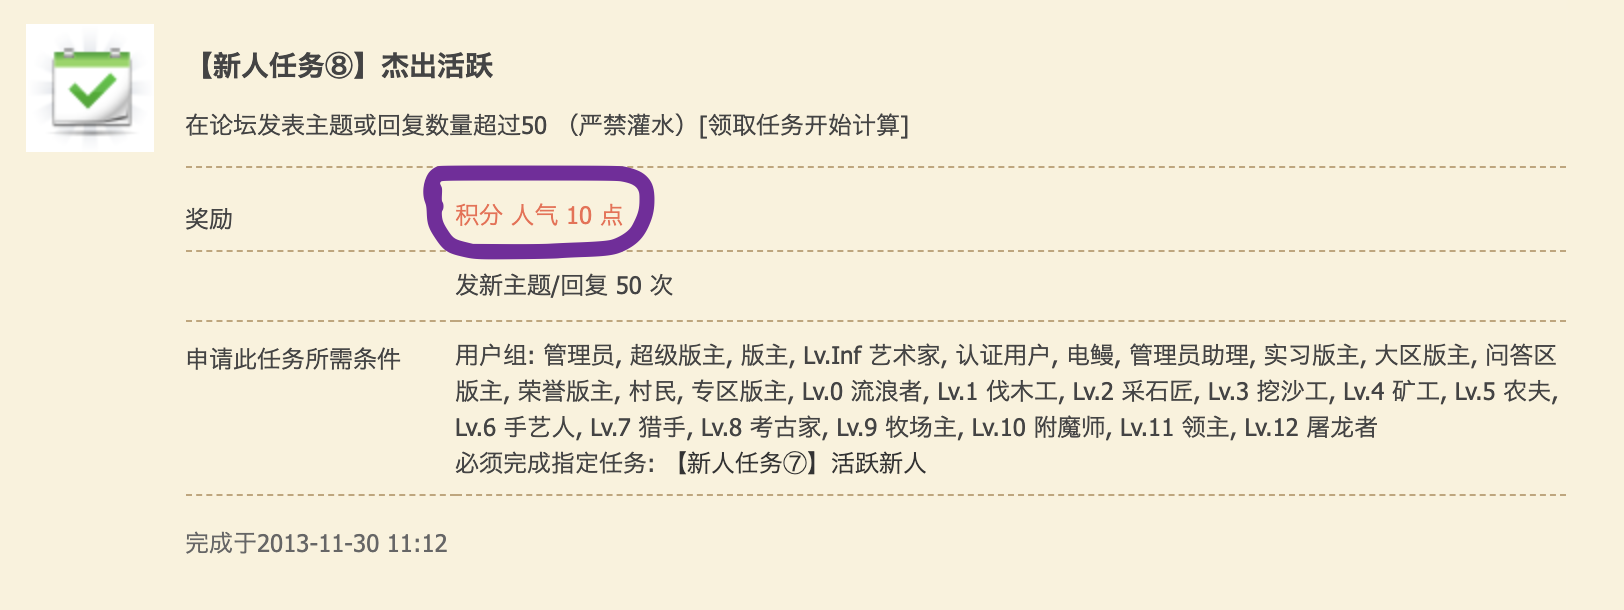 【新人任务⑧】杰出活跃
在论坛发表主题或回复数量超过50 （严禁灌水）[领取任务开始计算]
奖励
积分 人气 10 点
发新主题/回复 50 次
申请此任务所需条件
用户组: 管理员, 超级版主, 版主, Lv.Inf 艺术家, 认证用户, 电鳗, 管理员助理, 实习版主, 大区版主, 问答区
版主, 荣誉版主, 村民, 专区版主, Lv.0 流浪者, Lv.1 伐木工, Lv.2 采石匠, Lv.3 挖沙工, Lv.4 矿工, Lv.5 农夫,
Lv.6 手艺人, Lv.7 猎手, Lv.8 考古家, Lv.9 牧场主, Lv.10 附魔师, Lv.11 领主, Lv.12 屠龙者
必须完成指定任务: 【新人任务⑦】活跃新人
完成于2013-11-30 11:12